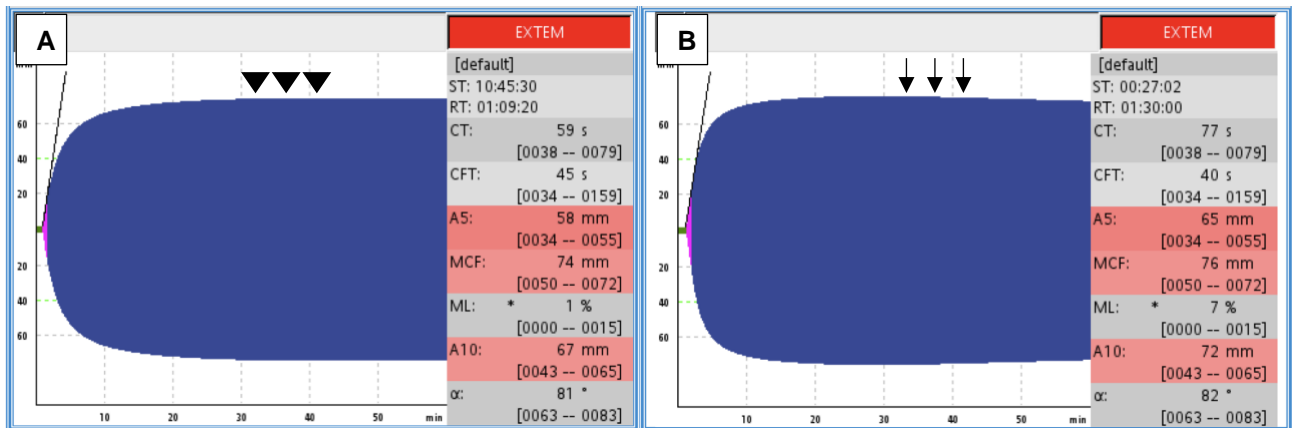 A
EXTEM
[default]
ST: 10:45:30
RT: 01:09:20
CT: 59 s
[0038 -- 0079]
CFT: 45 s
[0034 -- 0159]
A5: 58 mm
[0034 -- 0055]
MCF: 74 mm
[0050 -- 0072]
ML: * 1 %
[0000 -- 0015]
A10: 67 mm
[0043 -- 0065]
α: 81 °
[0063 -- 0083]
60
40
20
20
40
60
10 20 30 40 50 min
B
EXTEM
[default]
ST: 00:27:02
RT: 01:30:00
CT: 77 s
[0038 -- 0079]
CFT: 40 s
[0034 -- 0159]
A5: 65 mm
[0034 -- 0055]
MCF: 76 mm
[0050 -- 0072]
ML: * 7 %
[0000 -- 0015]
A10: 72 mm
[0043 -- 0065]
α: 82 °
[0063 -- 0083]
60
40
20
20
40
60
10 20 30 40 50 min